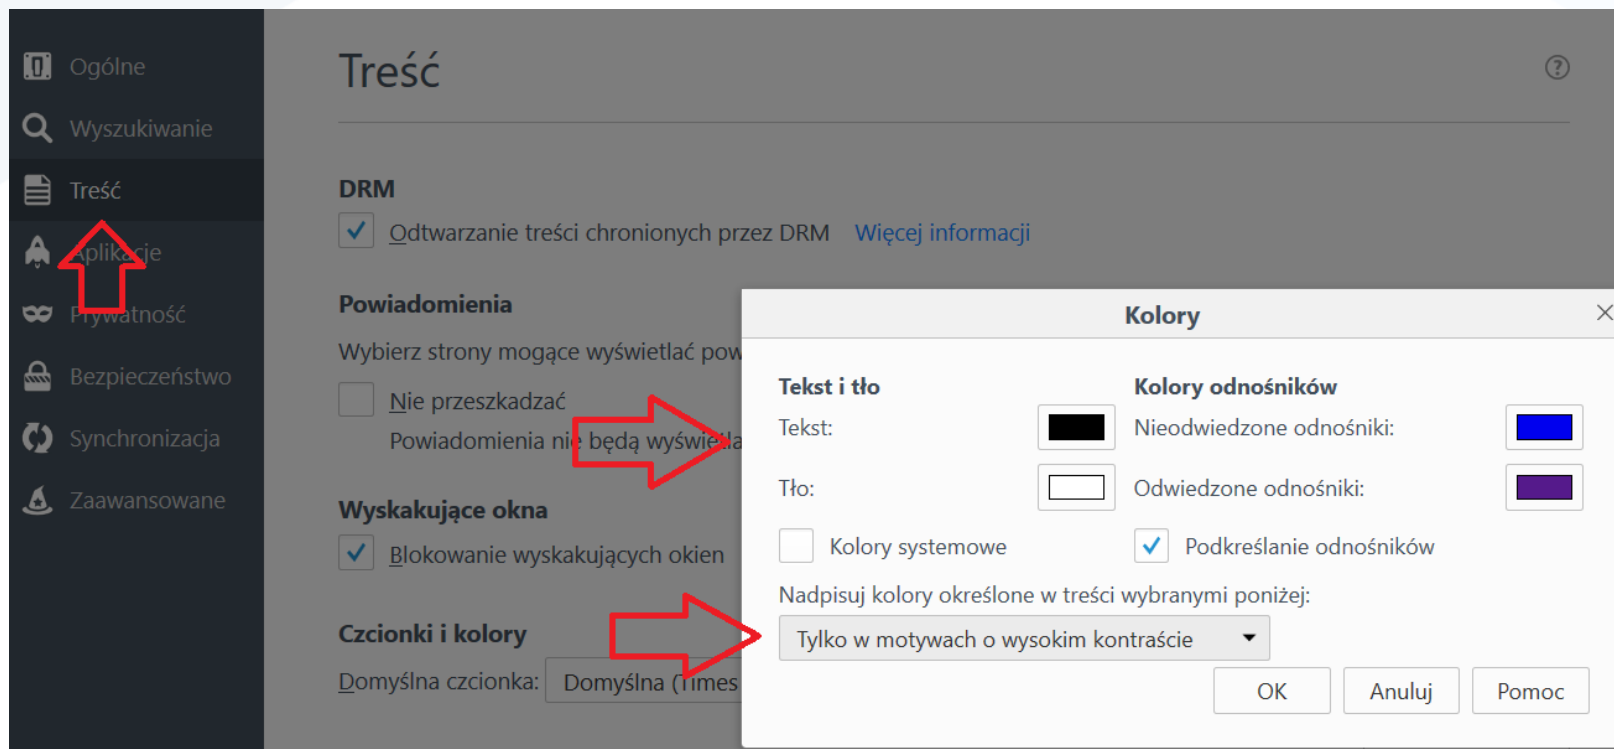 Ogólne
Wyszukiwanie
Treść
Aplikacje
Prywatność
Bezpieczeństwo
Synchronizacja
Zaawansowane
Treść
DRM
Odtwarzanie treści chronionych przez DRM Więcej informacji
Powiadomienia
Wybierz strony mogące wyświetlać pow
Nie przeszkadzać
Powiadomienia nie będą wyświetla
Wyskakujące okna
Blokowanie wyskakujących okien
Czcionki i kolory
Domyślna czcionka: Domyślna (Times
Kolory
Tekst i tło
Tekst:
Tło:
Kolory systemowe
Kolory odnośników
Nieodwiedzone odnośniki:
Odwiedzone odnośniki:
Podkreślanie odnośników
Nadpisuj kolory określone w treści wybranymi poniżej:
Tylko w motywach o wysokim kontraście
OK Anuluj Pomoc